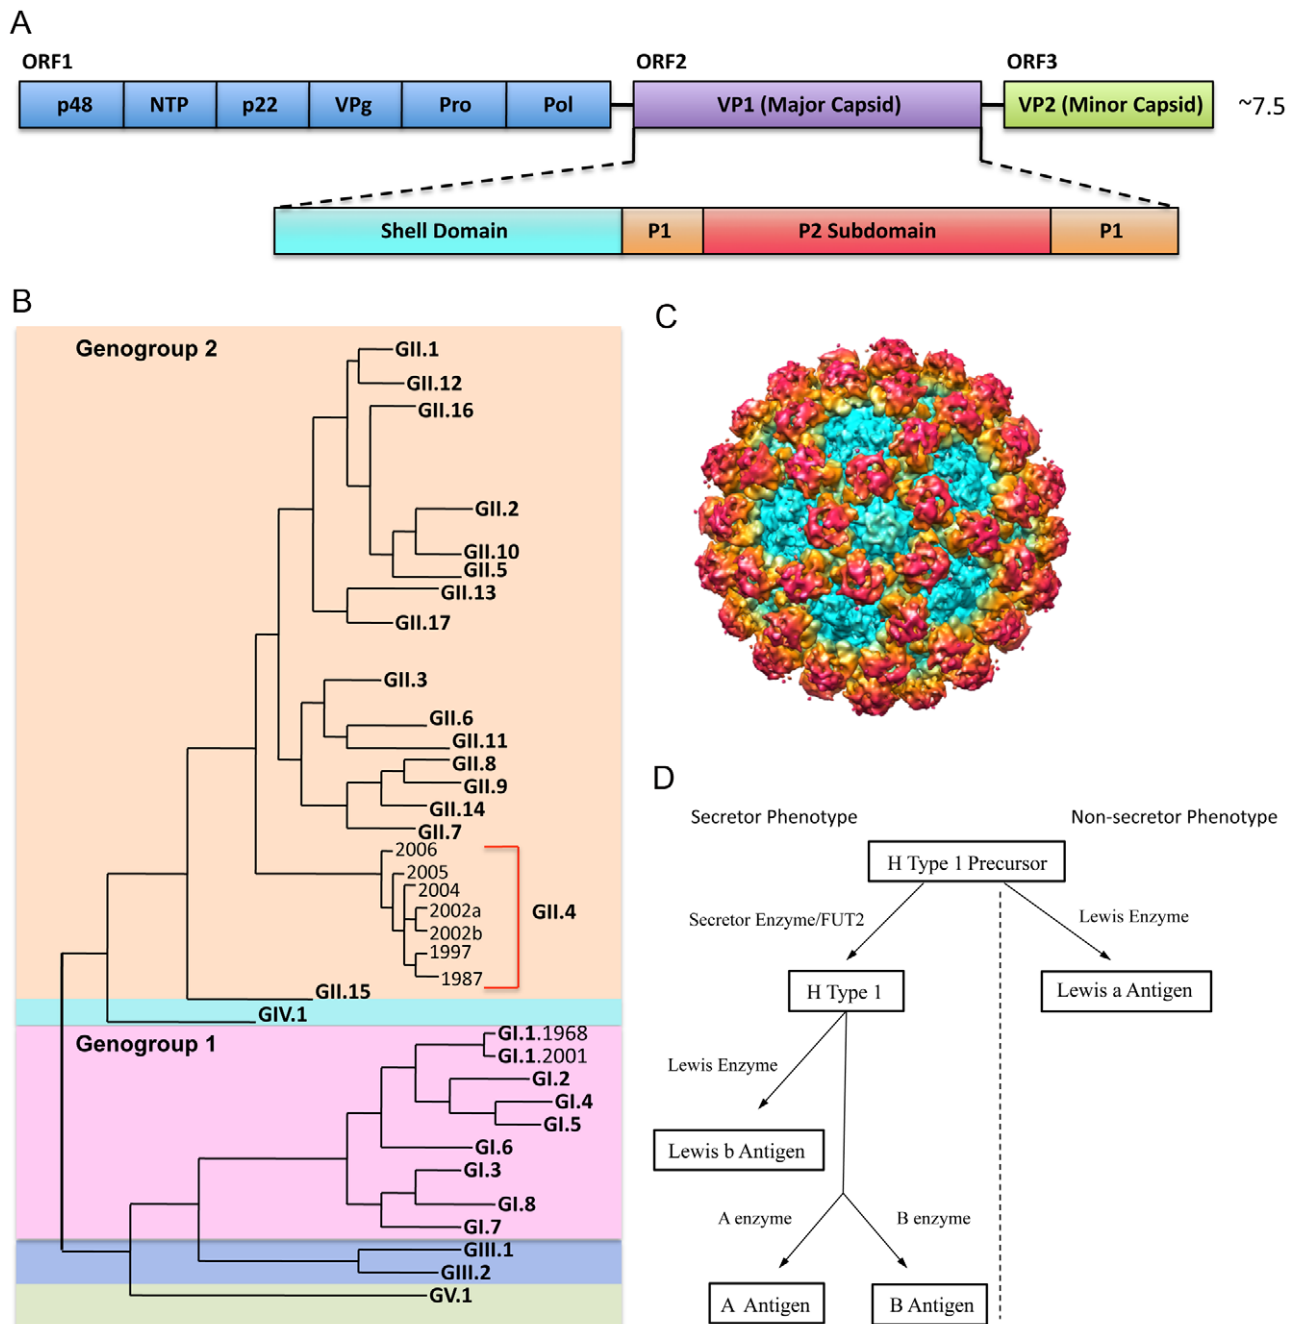 A
ORF1
ORF2
ORF3
p48 NTP p22 VPg Pro Pol VP1 (Major Capsid) VP2 (Minor Capsid) ~7.5
Shell Domain P1 P2 Subdomain P1
B
Genogroup 2
GII.1
GII.12
GII.16
GII.2
GII.10
GII.5
GII.13
GII.17
GII.3
GII.6
GII.11
GII.8
GII.9
GII.14
GII.7
2006
2005
2004
2002a
2002b
1997
1987
GII.4
GII.15
GIV.1
Genogroup 1
GI.1.1968
GI.1.2001
GI.2
GI.4
GI.5
GI.6
GI.3
GI.8
GI.7
GIII.1
GIII.2
GV.1
C
D
Secretor Phenotype
Non-secretor Phenotype
H Type 1 Precursor
Secretor Enzyme/FUT2
Lewis Enzyme
H Type 1
Lewis a Antigen
Lewis Enzyme
Lewis b Antigen
A enzyme
B enzyme
A Antigen
B Antigen